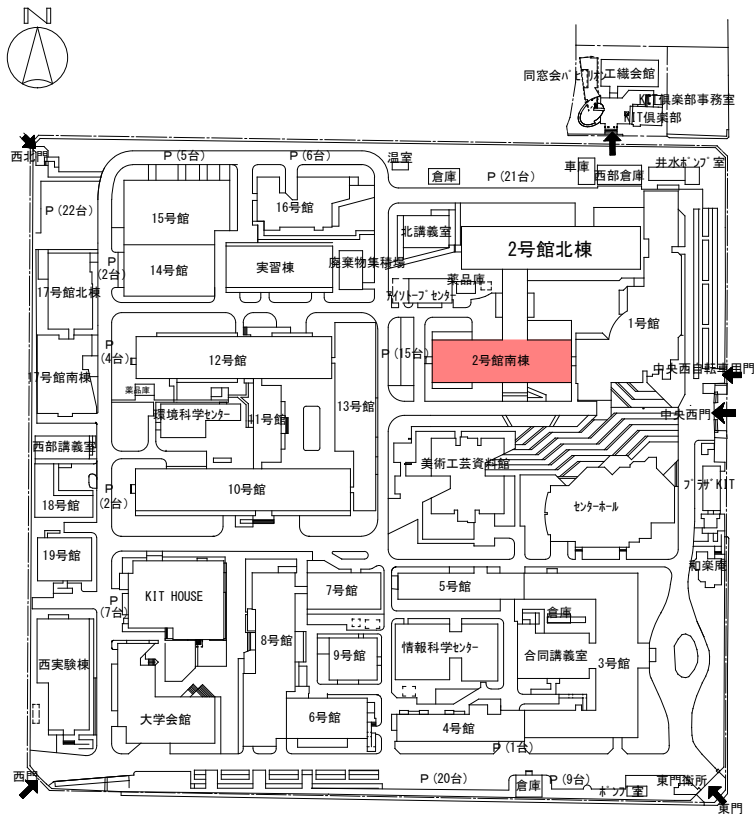 N
同窓会パビリオン
工繊会館
KIT倶楽部事務室
KIT倶楽部
西北門
P (5台)
P (6台)
温室
倉庫
P (21台)
車庫
西部倉庫
井水ポンプ室
P (22台)
15号館
16号館
北講義室
2号館北棟
P
(2台)
14号館
実習棟
廃棄物集積場
17号館北棟
アイソトープセンター
薬品庫
1号館
P
(4台)
12号館
P (15台)
2号館南棟
17号館南棟
13号館
中央西自転車専用門
薬品庫
環境科学センター
11号館
中央西門
西部講義室
美術工芸資料館
P
(2台)
10号館
センターホール
プラザKIT
18号館
19号館
和楽庵
P
(7台)
KIT HOUSE
7号館
5号館
倉庫
8号館
9号館
情報科学センター
合同講義室
3号館
西実験棟
大学会館
6号館
4号館
P (1台)
西門
P (20台)
倉庫
P (9台)
ポンプ室
東門衛所
東門